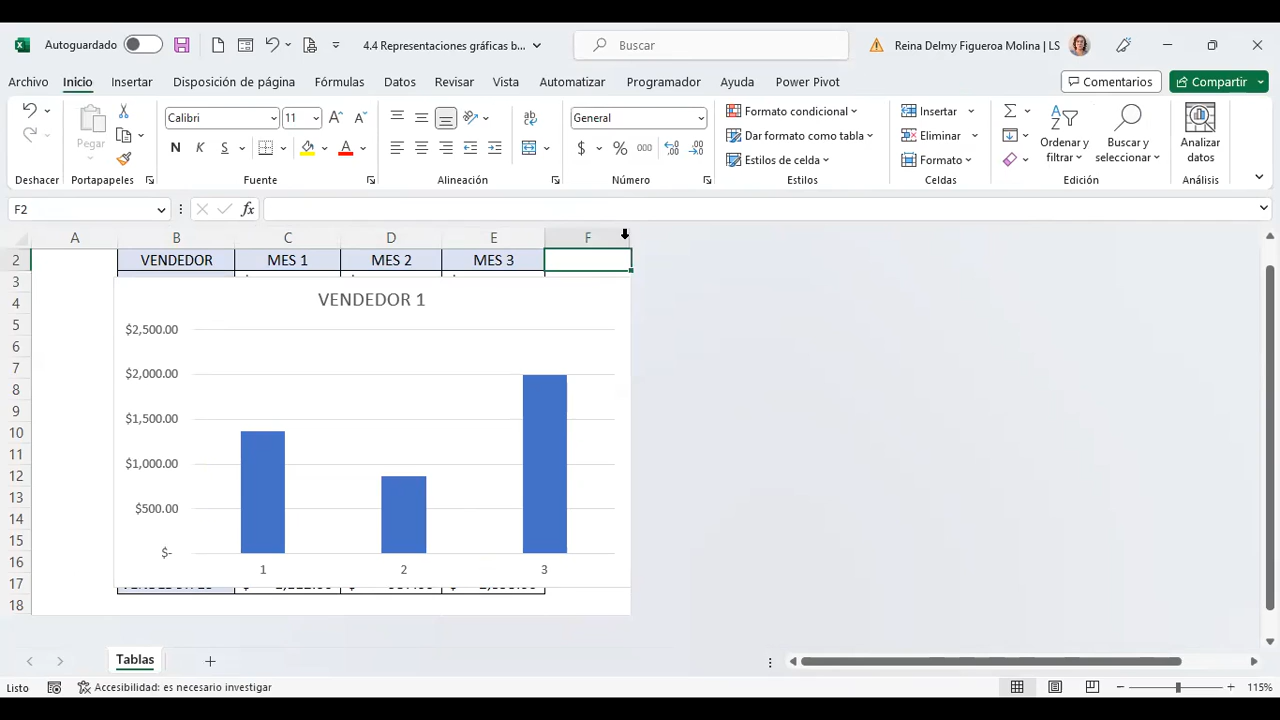 Autoguardado
4.4 Representaciones gráficas b...
Buscar
Reina Delmy Figueroa Molina | LS
Archivo Inicio Insertar Disposición de página Fórmulas Datos Revisar Vista Automatizar Programador Ayuda Power Pivot
Comentarios Compartir
Pegar
Calibri 11
General
Formato condicional
Dar formato como tabla
Estilos de celda
Insertar
Eliminar
Formato
Ordenar y filtrar
Buscar y seleccionar
Analizar datos
N K S
$ % 000
Deshacer Portapapeles Fuente Alineación Número Estilos Celdas Edición Análisis
F2
fx
A B C D E F
2 VENDEDOR MES 1 MES 2 MES 3
3
4
5
6
7
8
9
10
11
12
13
14
15
16
17
18
VENDEDOR 1
$2,500.00
$2,000.00
$1,500.00
$1,000.00
$500.00
$-
1 2 3
Tablas
Listo
Accesibilidad: es necesario investigar
115%